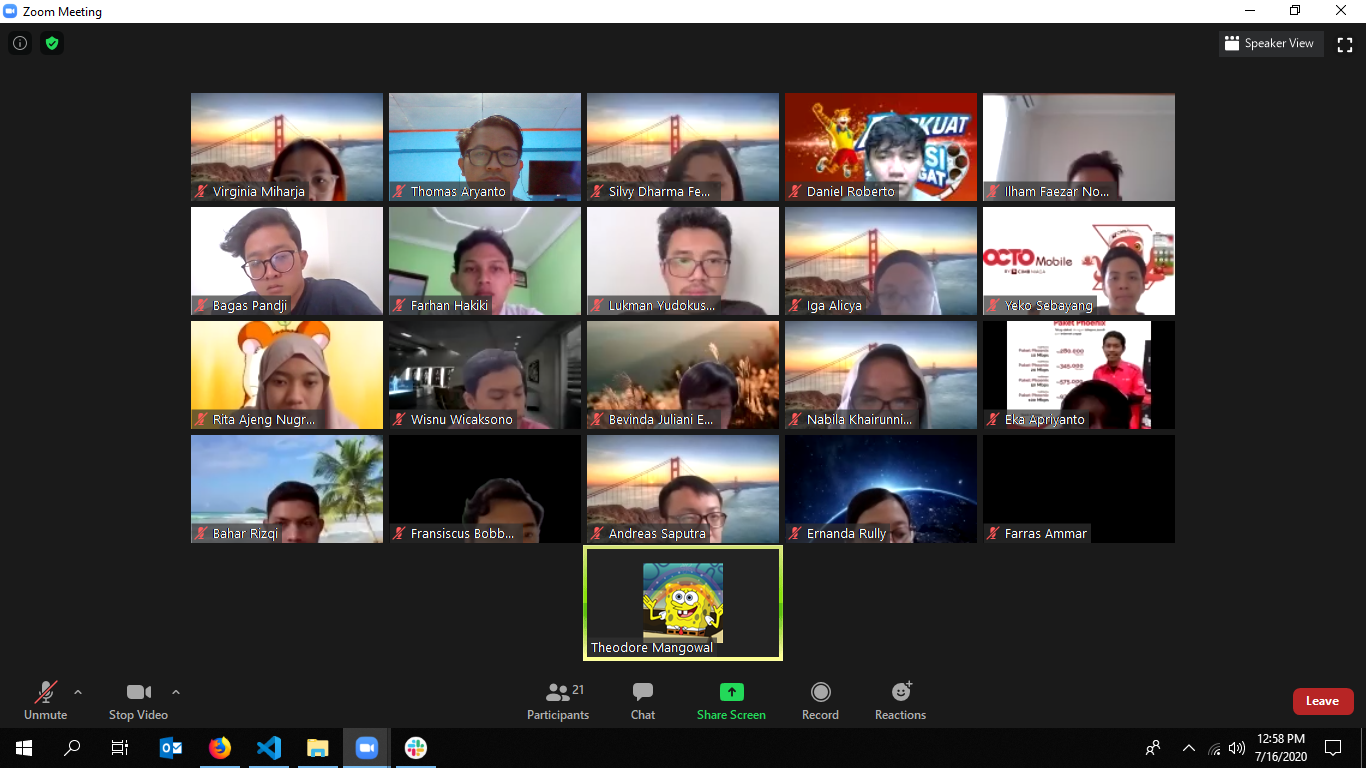 Zoom Meeting
Speaker View
Virginia Miharja
Thomas Aryanto
Silvy Dharma Fe...
Daniel Roberto
Ilham Faezar No...
Bagas Pandji
Farhan Hakiki
Lukman Yudokus...
Iga Alicya
OCTO Mobile
BY CIMB NIAGA
Yeko Sebayang
Rita Ajeng Nugr...
Wisnu Wicaksono
Bevinda Juliani E...
Nabila Khairunni...
Paket Phoenix
Eka Apriyanto
Bahar Rizqi
Fransiscus Bobb...
Andreas Saputra
Ernanda Rully
Farras Ammar
Theodore Mangowal
Unmute
Stop Video
21
Participants
Chat
Share Screen
Record
Reactions
Leave
12:58 PM
7/16/2020